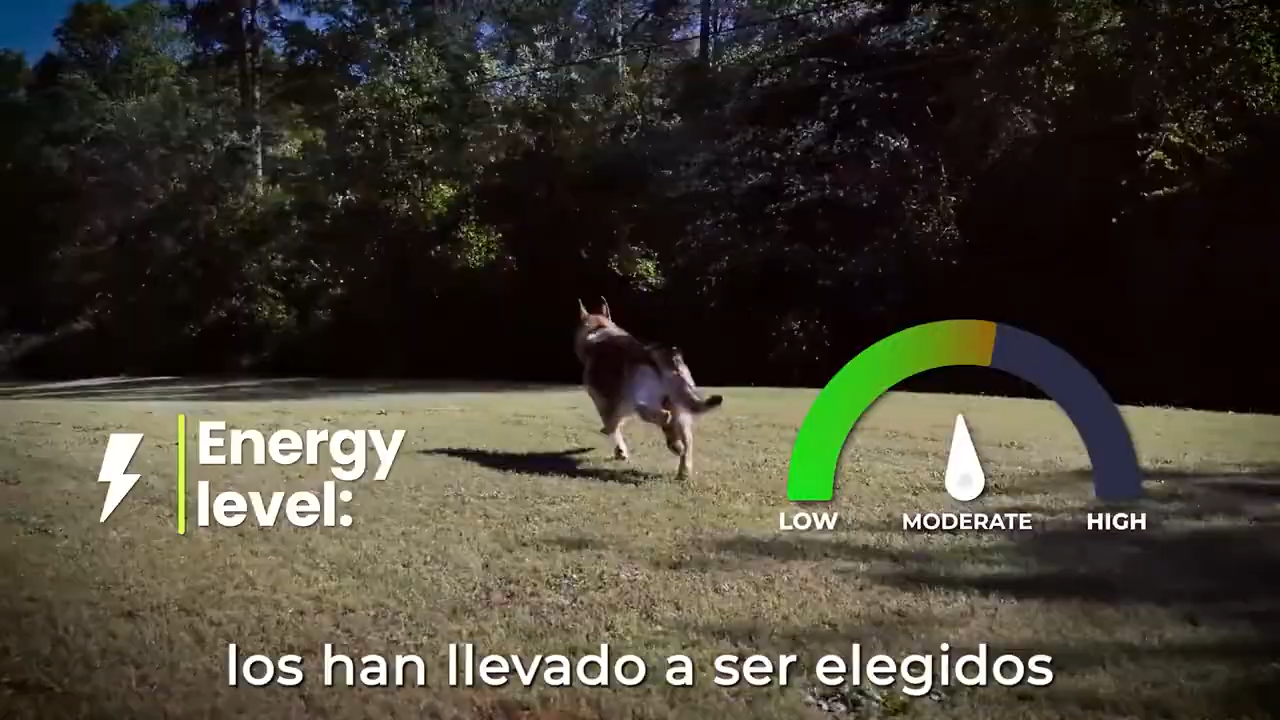 Energy
level:
LOW
MODERATE
HIGH
los han llevado a ser elegidos